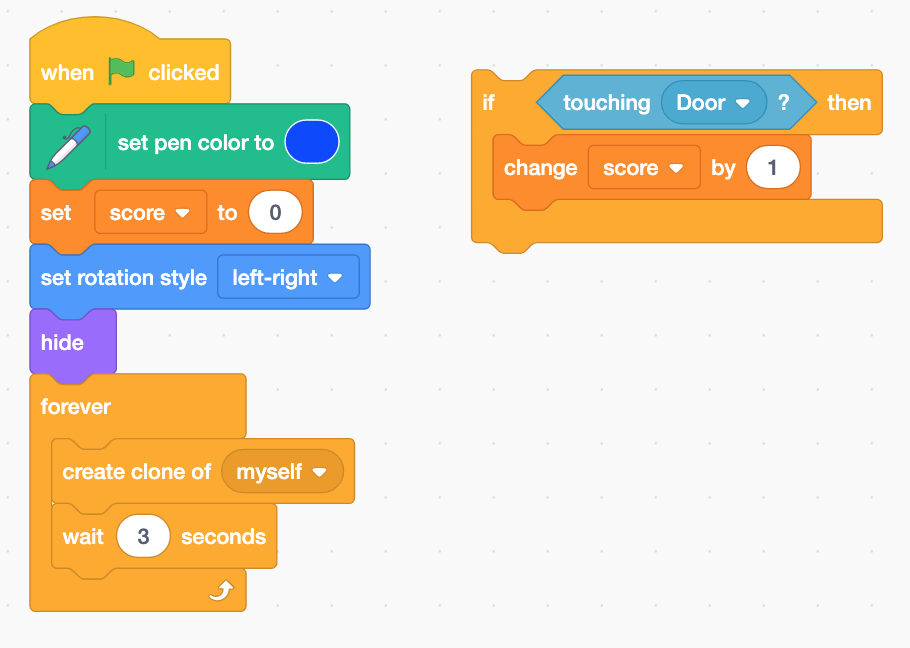 when clicked
set pen color to
set score to 0
set rotation style left-right
hide
forever
create clone of myself
wait 3 seconds
if touching Door ? then
change score by 1